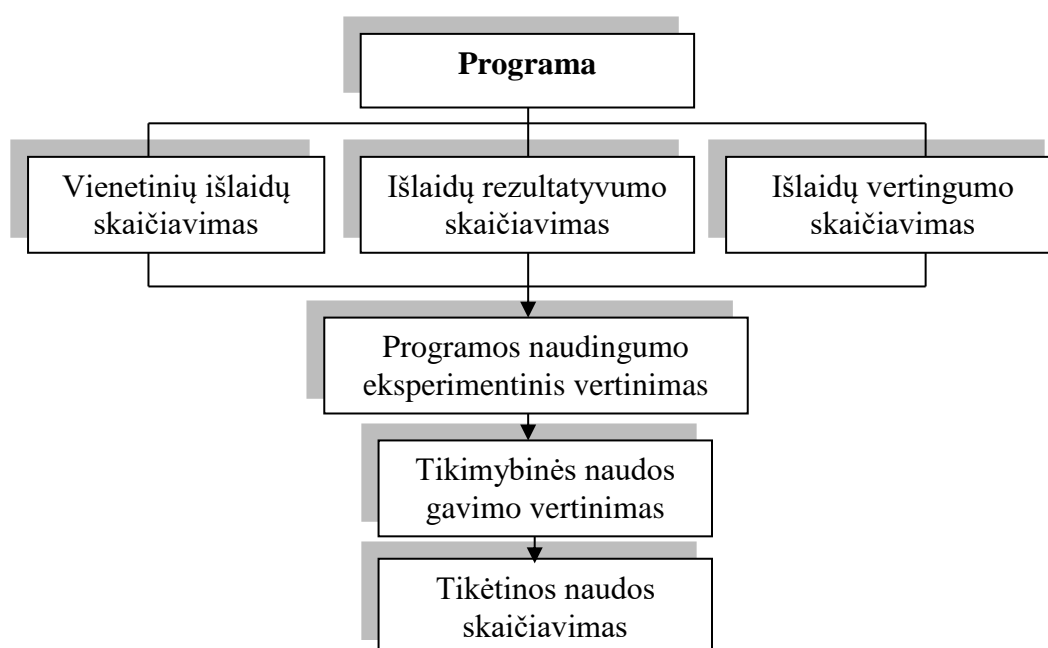 Programa
Vienetinių išlaidų
skaičiavimas
Išlaidų rezultatyvumo
skaičiavimas
Išlaidų vertingumo
skaičiavimas
Programos naudingumo
eksperimentinis vertinimas
Tikimybinės naudos
gavimo vertinimas
Tikėtinos naudos
skaičiavimas